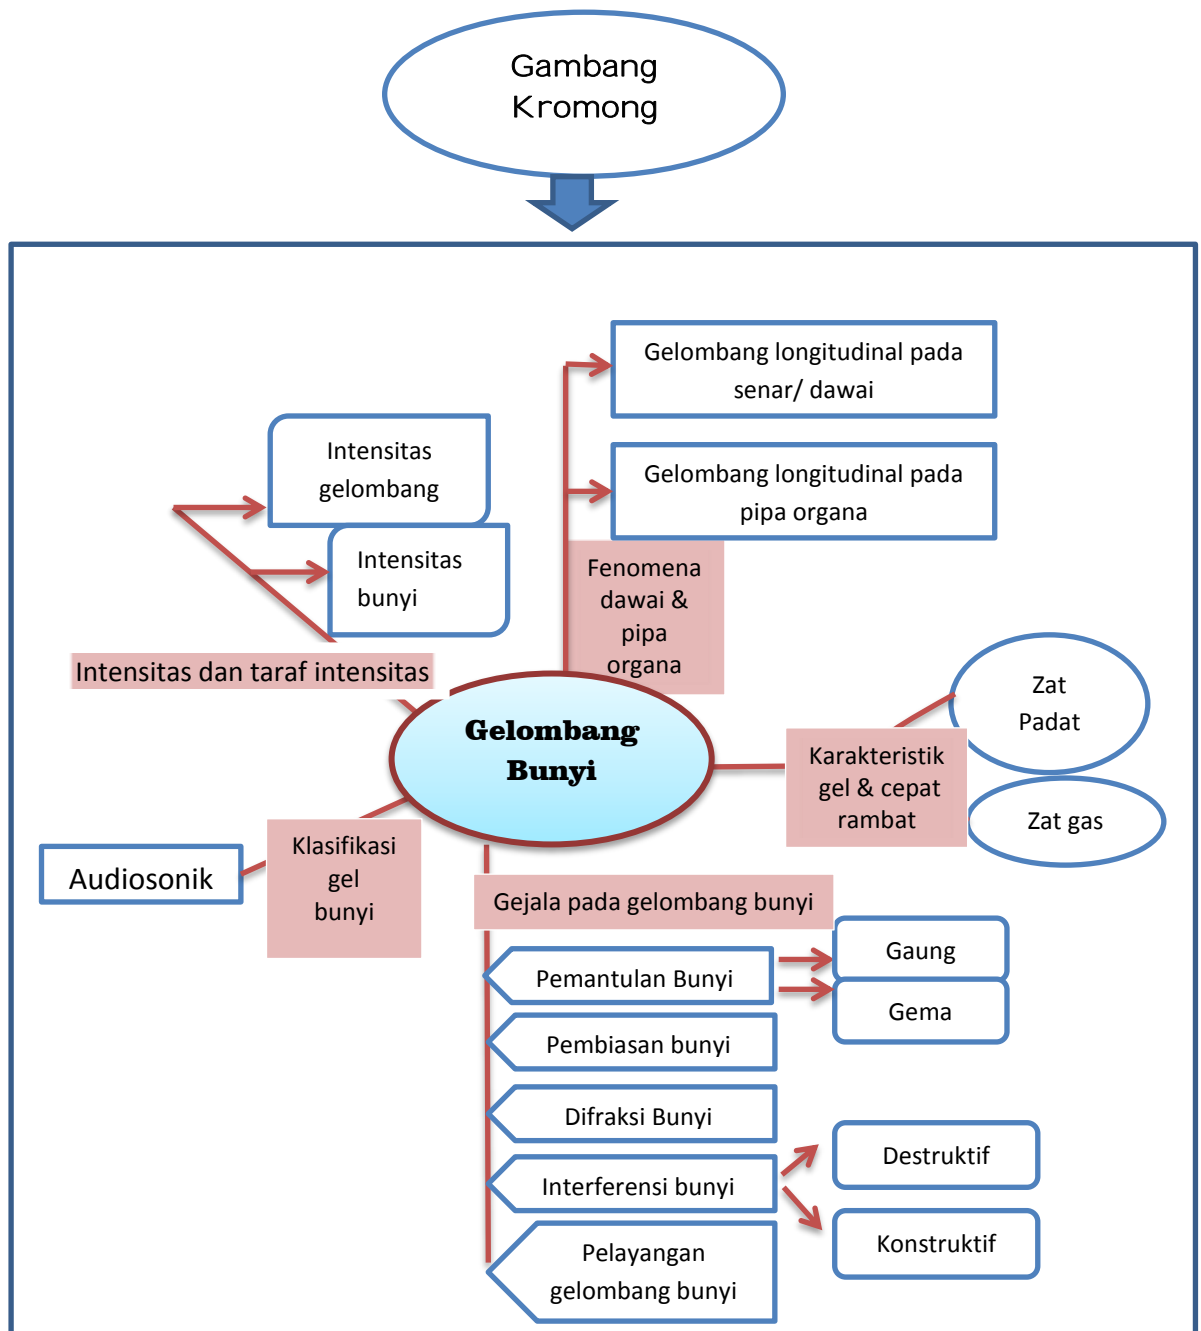 Gambang
Kromong
Gelombang longitudinal pada
senar/ dawai
Intensitas
gelombang
Gelombang longitudinal pada
pipa organa
Intensitas
bunyi
Fenomena
dawai &
pipa
organa
Intensitas dan taraf intensitas
Zat
Padat
Gelombang
Bunyi
Karakteristik
gel & cepat
rambat
Zat gas
Klasifikasi
gel
bunyi
Audiosonik
Gejala pada gelombang bunyi
Pemantulan Bunyi
Gaung
Gema
Pembiasan bunyi
Difraksi Bunyi
Interferensi bunyi
Destruktif
Konstruktif
Pelayangan
gelombang bunyi